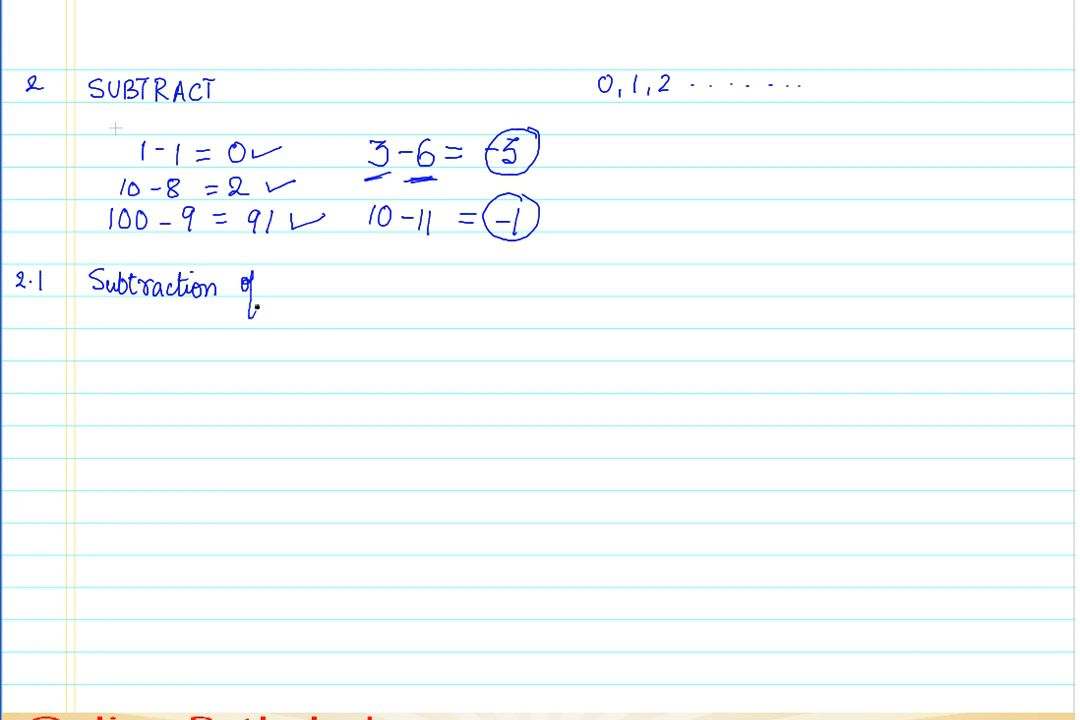 2 SUBTRACT 0, 1, 2 ........
1 - 1 = 0 ✓ 3 - 6 = -3
10 - 8 = 2 ✓
100 - 9 = 91 ✓ 10 - 11 = -1
2.1 Subtraction of